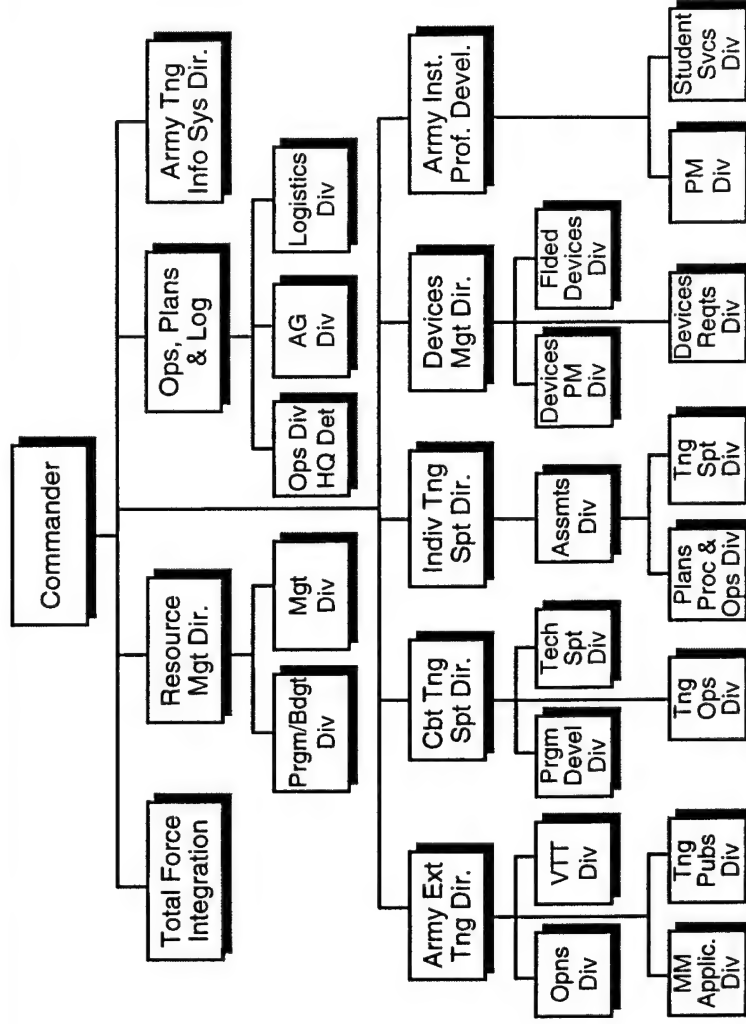 Commander
Total Force
Integration
Resource
Mgt Dir.
Ops, Plans
& Log
Army Tng
Info Sys Dir.
Prgm/Bdgt
Div
Mgt
Div
Ops Div
HQ Det
AG
Div
Logistics
Div
Army Ext
Tng Dir.
Cbt Tng
Spt Dir.
Indiv Tng
Spt Dir.
Devices
Mgt Dir.
Army Inst.
Prof. Devel.
Opns
Div
VTT
Div
Prgm
Devel
Div
Tech
Spt
Div
Assmts
Div
Devices
PM
Div
Flded
Devices
Div
MM
Applic.
Div
Tng
Pubs
Div
Tng
Ops
Div
Plans
Proc &
Ops Div
Tng
Spt
Div
Devices
Reqts
Div
PM
Div
Student
Svcs
Div